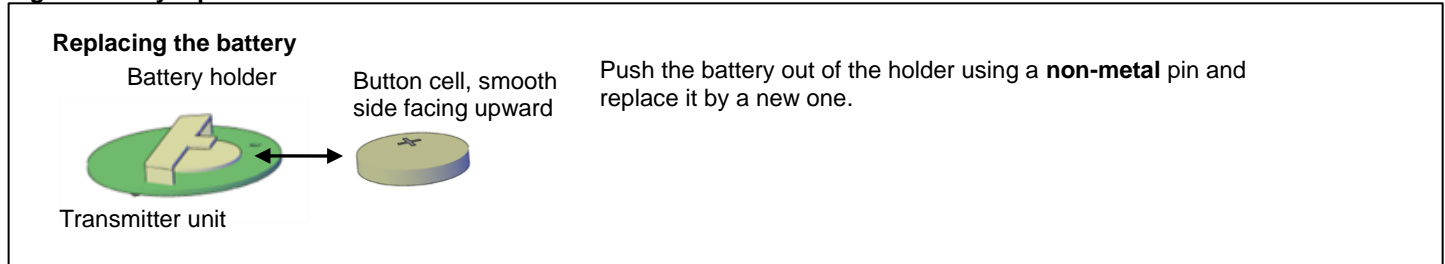 Replacing the battery
Battery holder
Button cell, smooth
side facing upward
Push the battery out of the holder using a non-metal pin and
replace it by a new one.
+
Transmitter unit